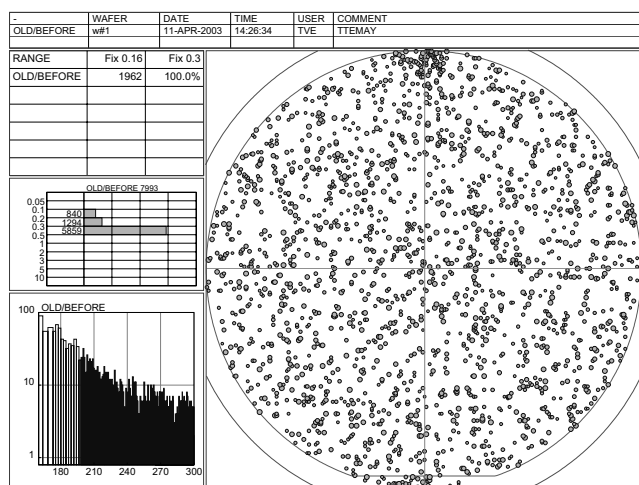 - WAFER DATE TIME USER COMMENT
OLD/BEFORE w#1 11-APR-2003 14:26:34 TVE TTEMAY
RANGE Fix 0.16 Fix 0.3
OLD/BEFORE 1962 100.0%
OLD/BEFORE 7993
0.05
0.1
840
0.2
1294
0.3
5859
0.5
1
2
3
5
10
OLD/BEFORE
100
10
1
180 210 240 270 300